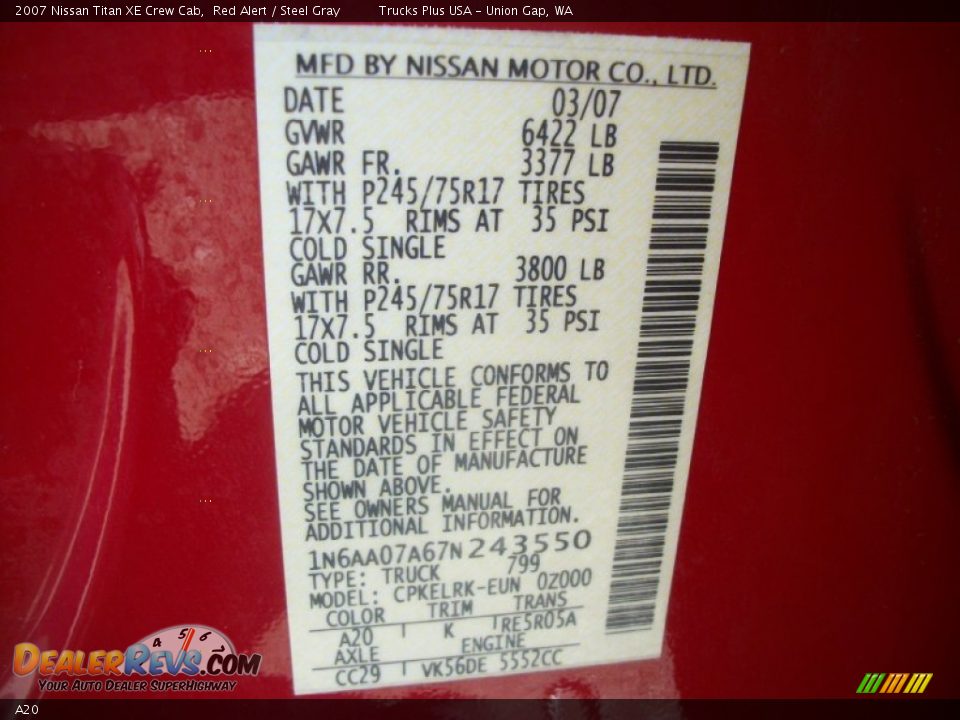 2007 Nissan Titan XE Crew Cab, Red Alert / Steel Gray Trucks Plus USA - Union Gap, WA
MFD BY NISSAN MOTOR CO., LTD.
DATE 03/07
GVWR 6422 LB
GAWR FR. 3377 LB
WITH P245/75R17 TIRES
17X7.5 RIMS AT 35 PSI
COLD SINGLE
GAWR RR. 3800 LB
WITH P245/75R17 TIRES
17X7.5 RIMS AT 35 PSI
COLD SINGLE
THIS VEHICLE CONFORMS TO
ALL APPLICABLE FEDERAL
MOTOR VEHICLE SAFETY
STANDARDS IN EFFECT ON
THE DATE OF MANUFACTURE
SHOWN ABOVE.
SEE OWNERS MANUAL FOR
ADDITIONAL INFORMATION.
1N6AA07A67N243550
TYPE: TRUCK 799
MODEL: CPKELRK-EUN 0Z000
COLOR TRIM TRANS
A20 K RE5R05A
AXLE ENGINE
CC29 VK56DE 5552CC
4 5 6
DEALERREVS.COM
Your Auto Dealer SuperHighway
A20